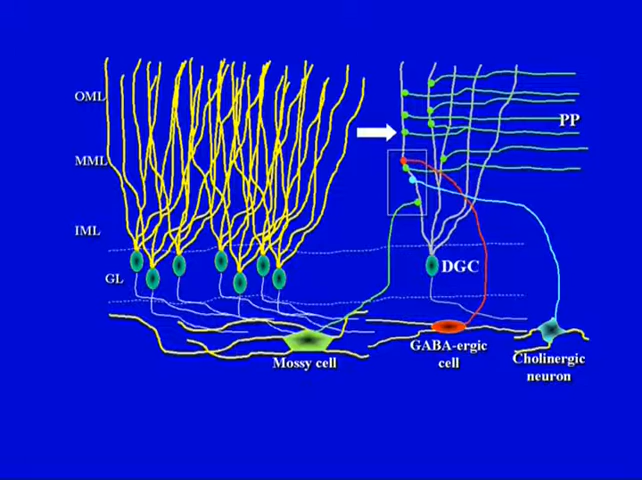 OML
PP
MML
IML
DGC
GL
GABA-ergic
cell
Mossy cell
Cholinergic
neuron